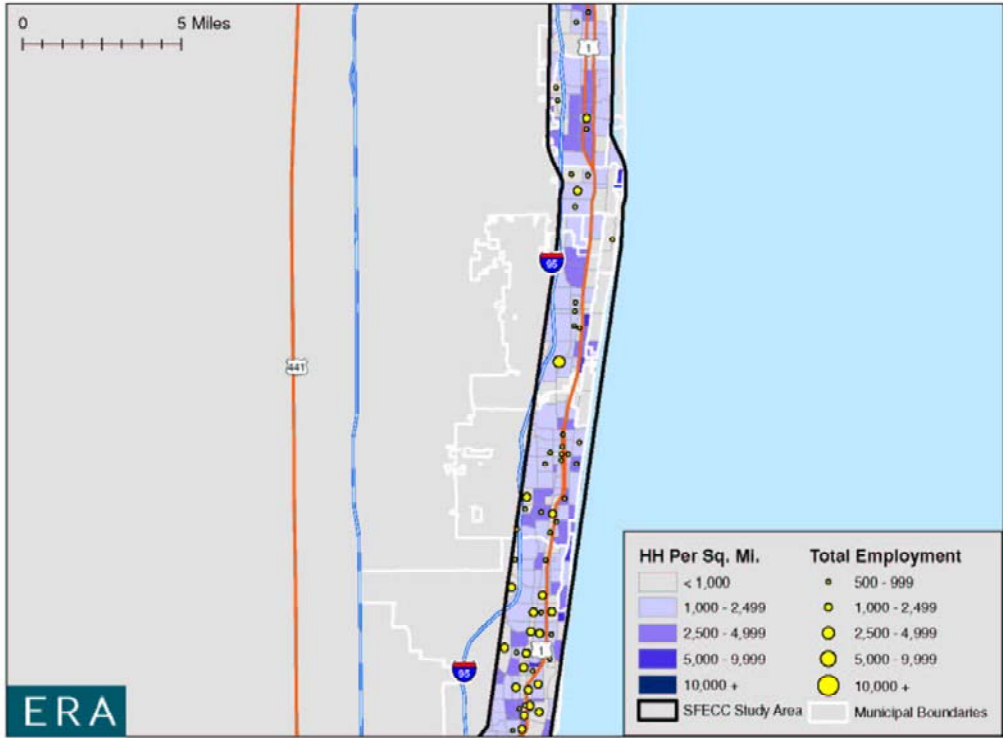 0 5 Miles
1
95
441
1
95
HH Per Sq. Mi. Total Employment
< 1,000 500 - 999
1,000 - 2,499 1,000 - 2,499
2,500 - 4,999 2,500 - 4,999
5,000 - 9,999 5,000 - 9,999
10,000 + 10,000 +
SFECC Study Area Municipal Boundaries
ERA